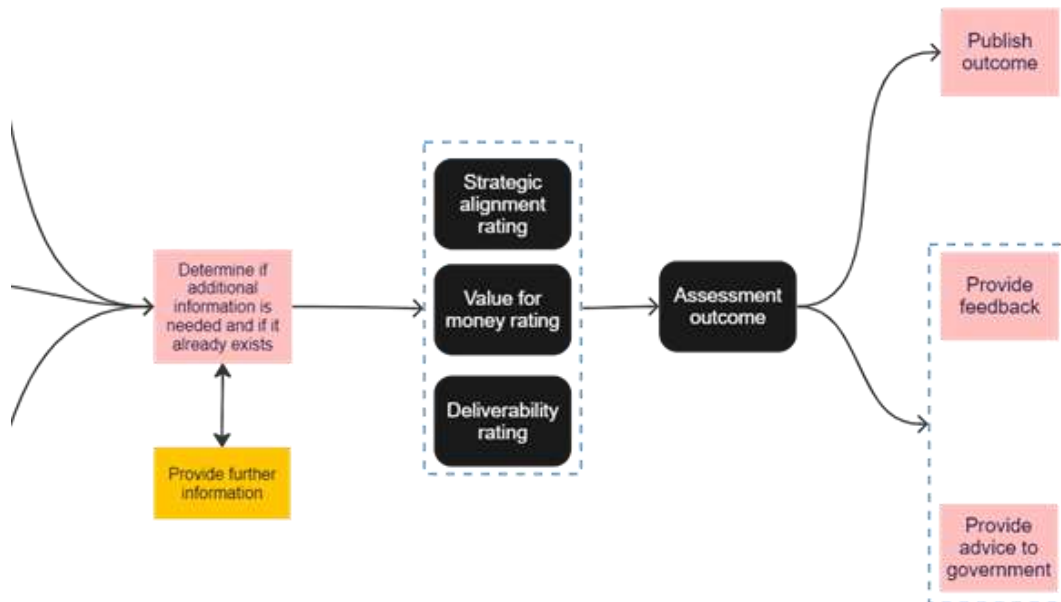 Publish
outcome
Strategic
alignment
rating
Determine if
additional
information is
needed and if it
already exists
Value for
money rating
Assessment
outcome
Provide
feedback
Deliverability
rating
Provide further
information
Provide
advice to
government